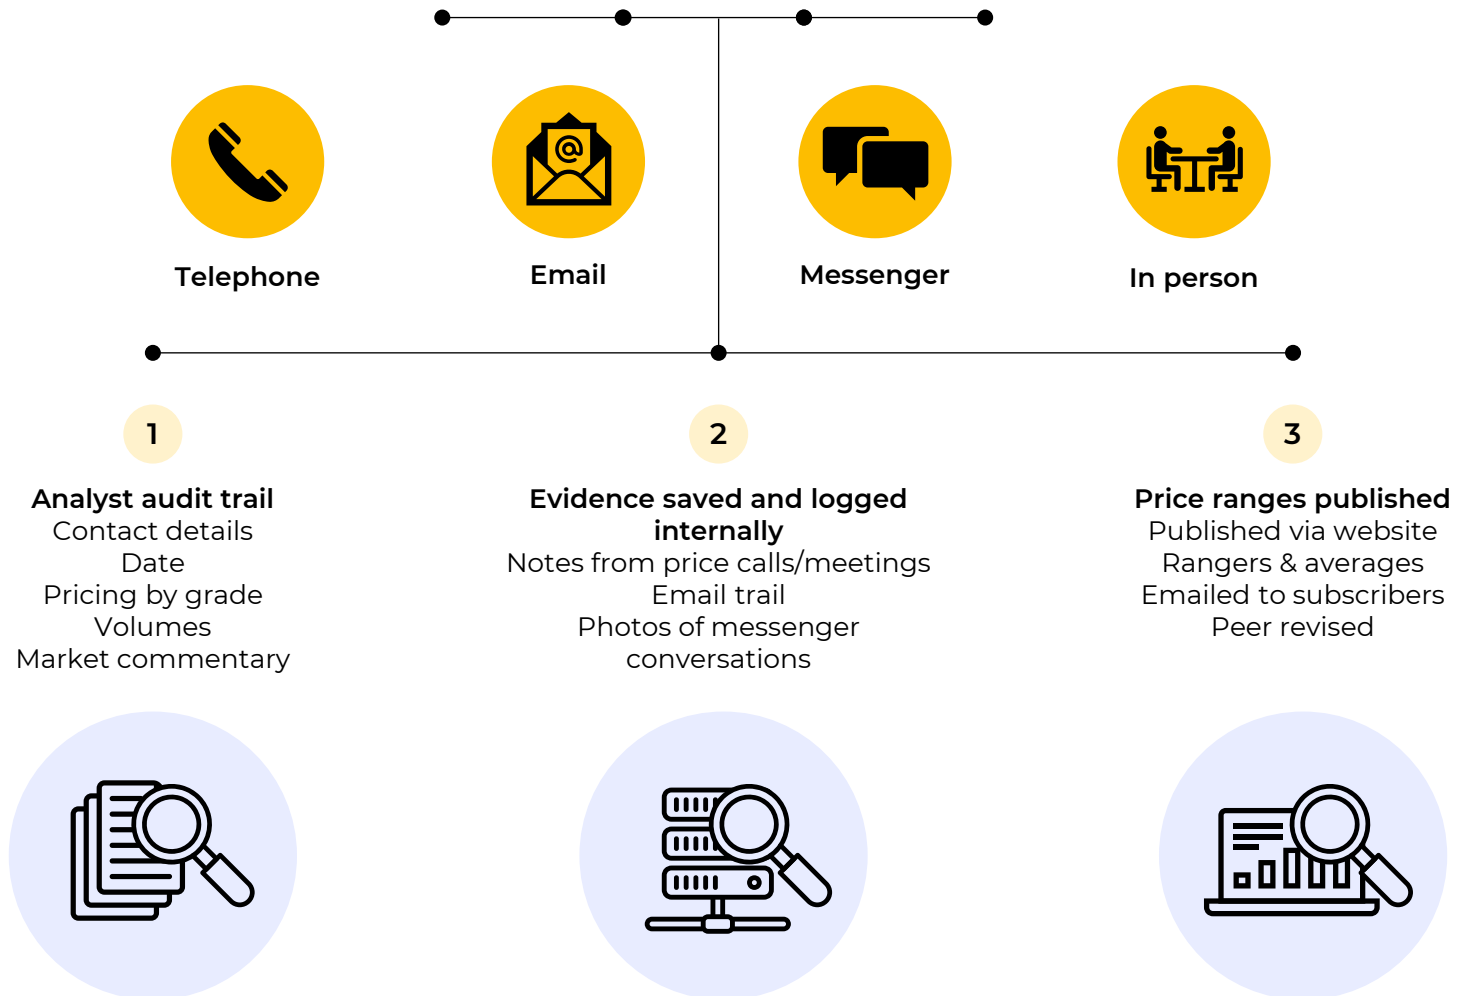 Telephone
Email
Messenger
In person
1
Analyst audit trail
Contact details
Date
Pricing by grade
Volumes
Market commentary
2
Evidence saved and logged
internally
Notes from price calls/meetings
Email trail
Photos of messenger
conversations
3
Price ranges published
Published via website
Rangers & averages
Emailed to subscribers
Peer revised